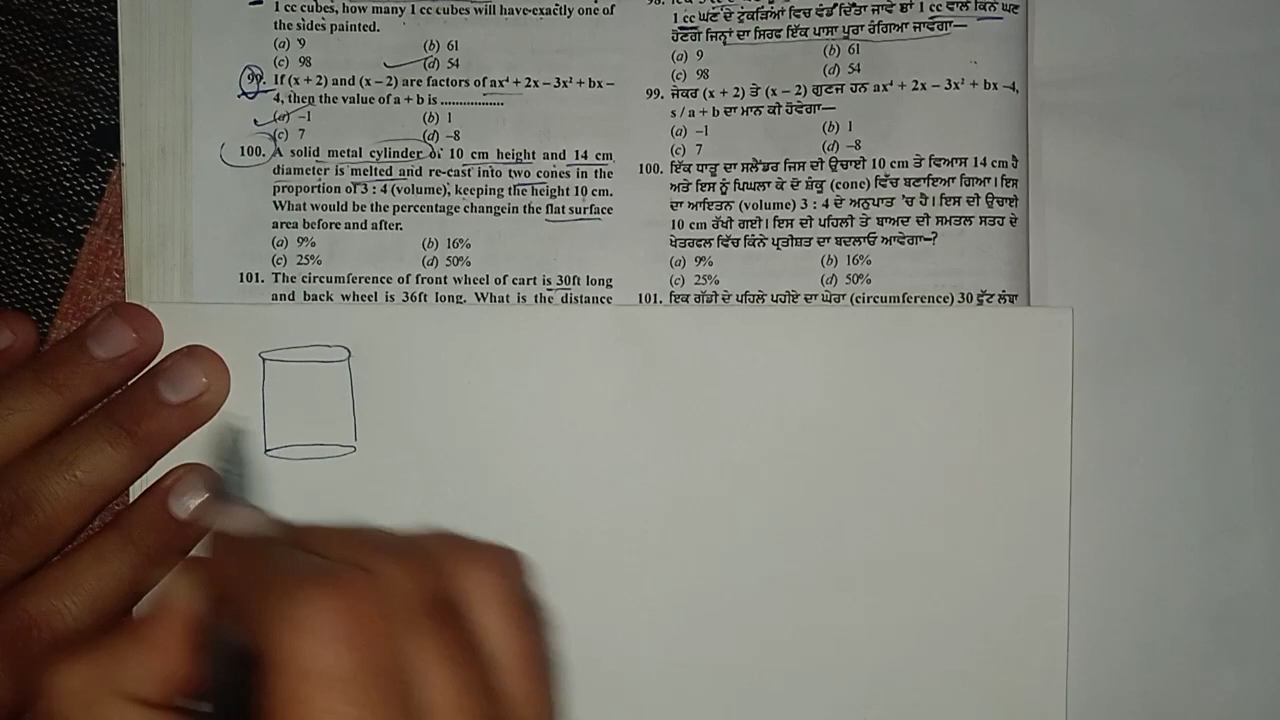 1 cc cubes, how many 1 cc cubes will have exactly one of
the sides painted.
(a) 9 (b) 61
(c) 98 (d) 54
99. If (x + 2) and (x – 2) are factors of ax⁴ + 2x – 3x² + bx –
4, then the value of a + b is .................
(a) –1 (b) 1
(c) 7 (d) –8
100. A solid metal cylinder of 10 cm height and 14 cm
diameter is melted and re-cast into two cones in the
proportion of 3 : 4 (volume), keeping the height 10 cm.
What would be the percentage changein the flat surface
area before and after.
(a) 9% (b) 16%
(c) 25% (d) 50%
101. The circumference of front wheel of cart is 30ft long
and back wheel is 36ft long. What is the distance
1 cc ਘਣ ਦੇ ਟੁਕੜਿਆਂ ਵਿਚ ਵੰਡ ਦਿੱਤਾ ਜਾਵੇ ਤਾਂ 1 cc ਵਾਲੇ ਕਿੰਨੇ ਘਣ
ਹੋਣਗੇ ਜਿਨ੍ਹਾਂ ਦਾ ਸਿਰਫ ਇੱਕ ਪਾਸਾ ਪੂਰਾ ਰੰਗਿਆ ਜਾਵੇਗਾ—
(a) 9 (b) 61
(c) 98 (d) 54
99. ਜੇਕਰ (x + 2) ਤੇ (x – 2) ਗੁਣਜ ਹਨ ax⁴ + 2x – 3x² + bx –4,
s / a + b ਦਾ ਮਾਨ ਕੀ ਹੋਵੇਗਾ—
(a) –1 (b) 1
(c) 7 (d) –8
100. ਇੱਕ ਧਾਤੂ ਦਾ ਸਲੈਂਡਰ ਜਿਸ ਦੀ ਉਚਾਈ 10 cm ਤੇ ਵਿਆਸ 14 cm ਹੈ
ਅਤੇ ਇਸ ਨੂੰ ਪਿਘਲਾ ਕੇ ਦੋ ਸ਼ੰਕੂ (cone) ਵਿੱਚ ਬਣਾਇਆ ਗਿਆ। ਇਸ
ਦਾ ਆਇਤਨ (volume) 3 : 4 ਦੇ ਅਨੁਪਾਤ 'ਚ ਹੈ। ਇਸ ਦੀ ਉਚਾਈ
10 cm ਰੱਖੀ ਗਈ। ਇਸ ਦੀ ਪਹਿਲੀ ਤੇ ਬਾਅਦ ਦੀ ਸਮਤਲ ਸਤਹ ਦੇ
ਖੇਤਰਫਲ ਵਿੱਚ ਕਿੰਨੇ ਪ੍ਰਤੀਸ਼ਤ ਦਾ ਬਦਲਾਓ ਆਵੇਗਾ—?
(a) 9% (b) 16%
(c) 25% (d) 50%
101. ਇਕ ਗੱਡੀ ਦੇ ਪਹਿਲੇ ਪਹੀਏ ਦਾ ਘੇਰਾ (circumference) 30 ਫੁੱਟ ਲੰਬਾ